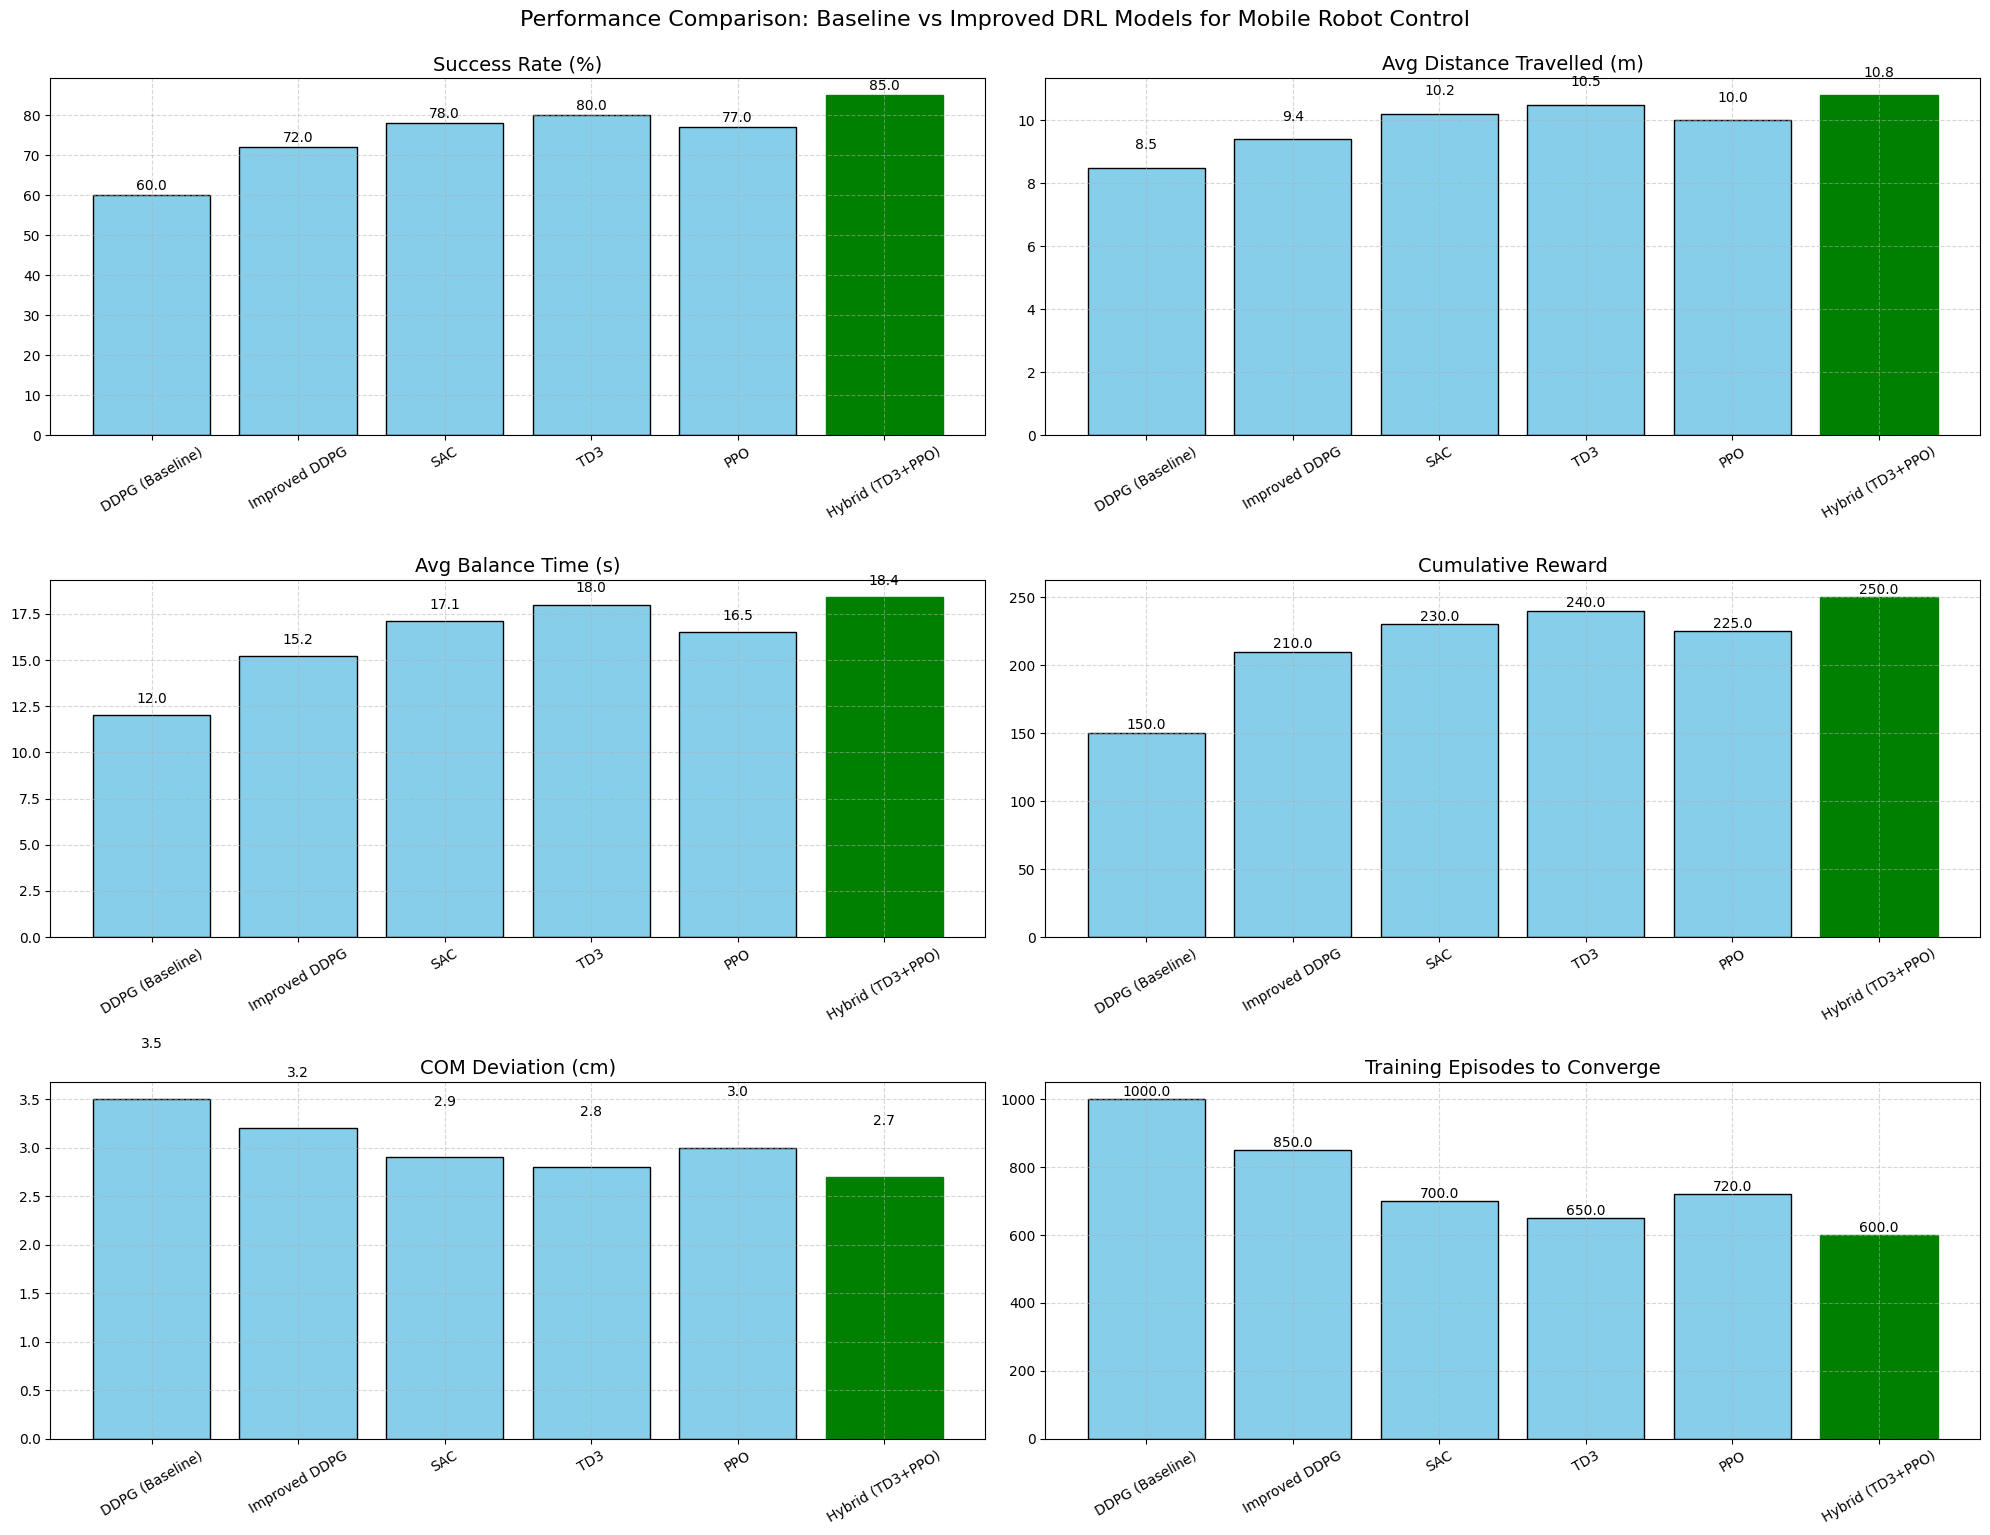 Performance Comparison: Baseline vs Improved DRL Models for Mobile Robot Control
Success Rate (%)
80
70
60
50
40
30
20
10
0
60.0
72.0
78.0
80.0
77.0
85.0
DDPG (Baseline)
Improved DDPG
SAC
TD3
PPO
Hybrid (TD3+PPO)
Avg Distance Travelled (m)
10
8
6
4
2
0
8.5
9.4
10.2
10.5
10.0
10.8
DDPG (Baseline)
Improved DDPG
SAC
TD3
PPO
Hybrid (TD3+PPO)
Avg Balance Time (s)
17.5
15.0
12.5
10.0
7.5
5.0
2.5
0.0
12.0
15.2
17.1
18.0
16.5
18.4
DDPG (Baseline)
Improved DDPG
SAC
TD3
PPO
Hybrid (TD3+PPO)
Cumulative Reward
250
200
150
100
50
0
150.0
210.0
230.0
240.0
225.0
250.0
DDPG (Baseline)
Improved DDPG
SAC
TD3
PPO
Hybrid (TD3+PPO)
COM Deviation (cm)
3.5
3.0
2.5
2.0
1.5
1.0
0.5
0.0
3.5
3.2
2.9
2.8
3.0
2.7
DDPG (Baseline)
Improved DDPG
SAC
TD3
PPO
Hybrid (TD3+PPO)
Training Episodes to Converge
1000
800
600
400
200
0
1000.0
850.0
700.0
650.0
720.0
600.0
DDPG (Baseline)
Improved DDPG
SAC
TD3
PPO
Hybrid (TD3+PPO)